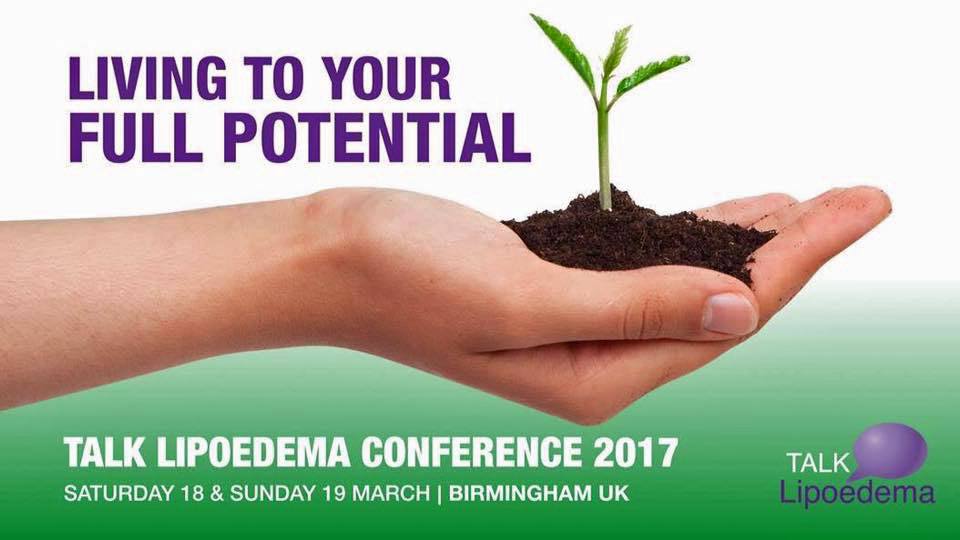 LIVING TO YOUR
FULL POTENTIAL
TALK LIPOEDEMA CONFERENCE 2017
SATURDAY 18 & SUNDAY 19 MARCH | BIRMINGHAM UK
TALK
Lipoedema